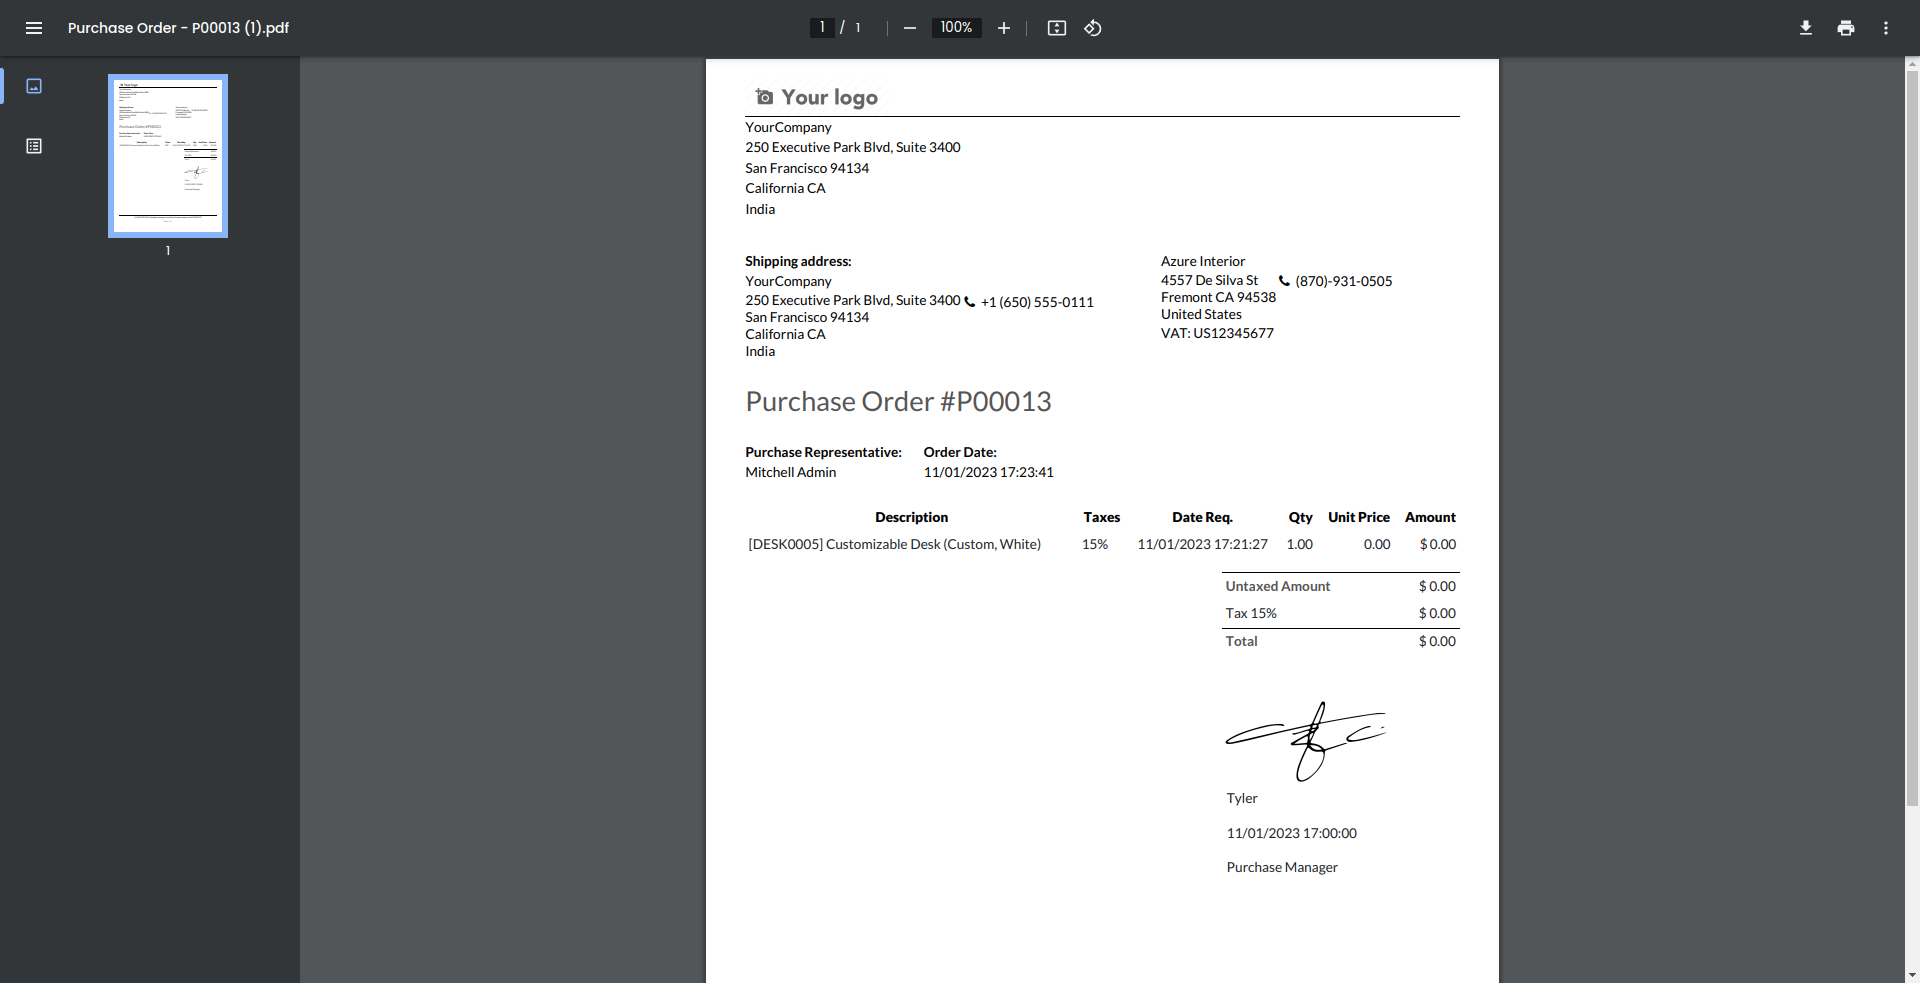 Purchase Order - P00013 (1).pdf
1 / 1
100%
1
Your logo
YourCompany
250 Executive Park Blvd, Suite 3400
San Francisco 94134
California CA
India
Shipping address:
YourCompany
250 Executive Park Blvd, Suite 3400 +1 (650) 555-0111
San Francisco 94134
California CA
India
Azure Interior
4557 De Silva St (870)-931-0505
Fremont CA 94538
United States
VAT: US12345677
Purchase Order #P00013
Purchase Representative: Order Date:
Mitchell Admin 11/01/2023 17:23:41
Description Taxes Date Req. Qty Unit Price Amount
[DESK0005] Customizable Desk (Custom, White) 15% 11/01/2023 17:21:27 1.00 0.00 $ 0.00
Untaxed Amount $ 0.00
Tax 15% $ 0.00
Total $ 0.00
Tyler
11/01/2023 17:00:00
Purchase Manager